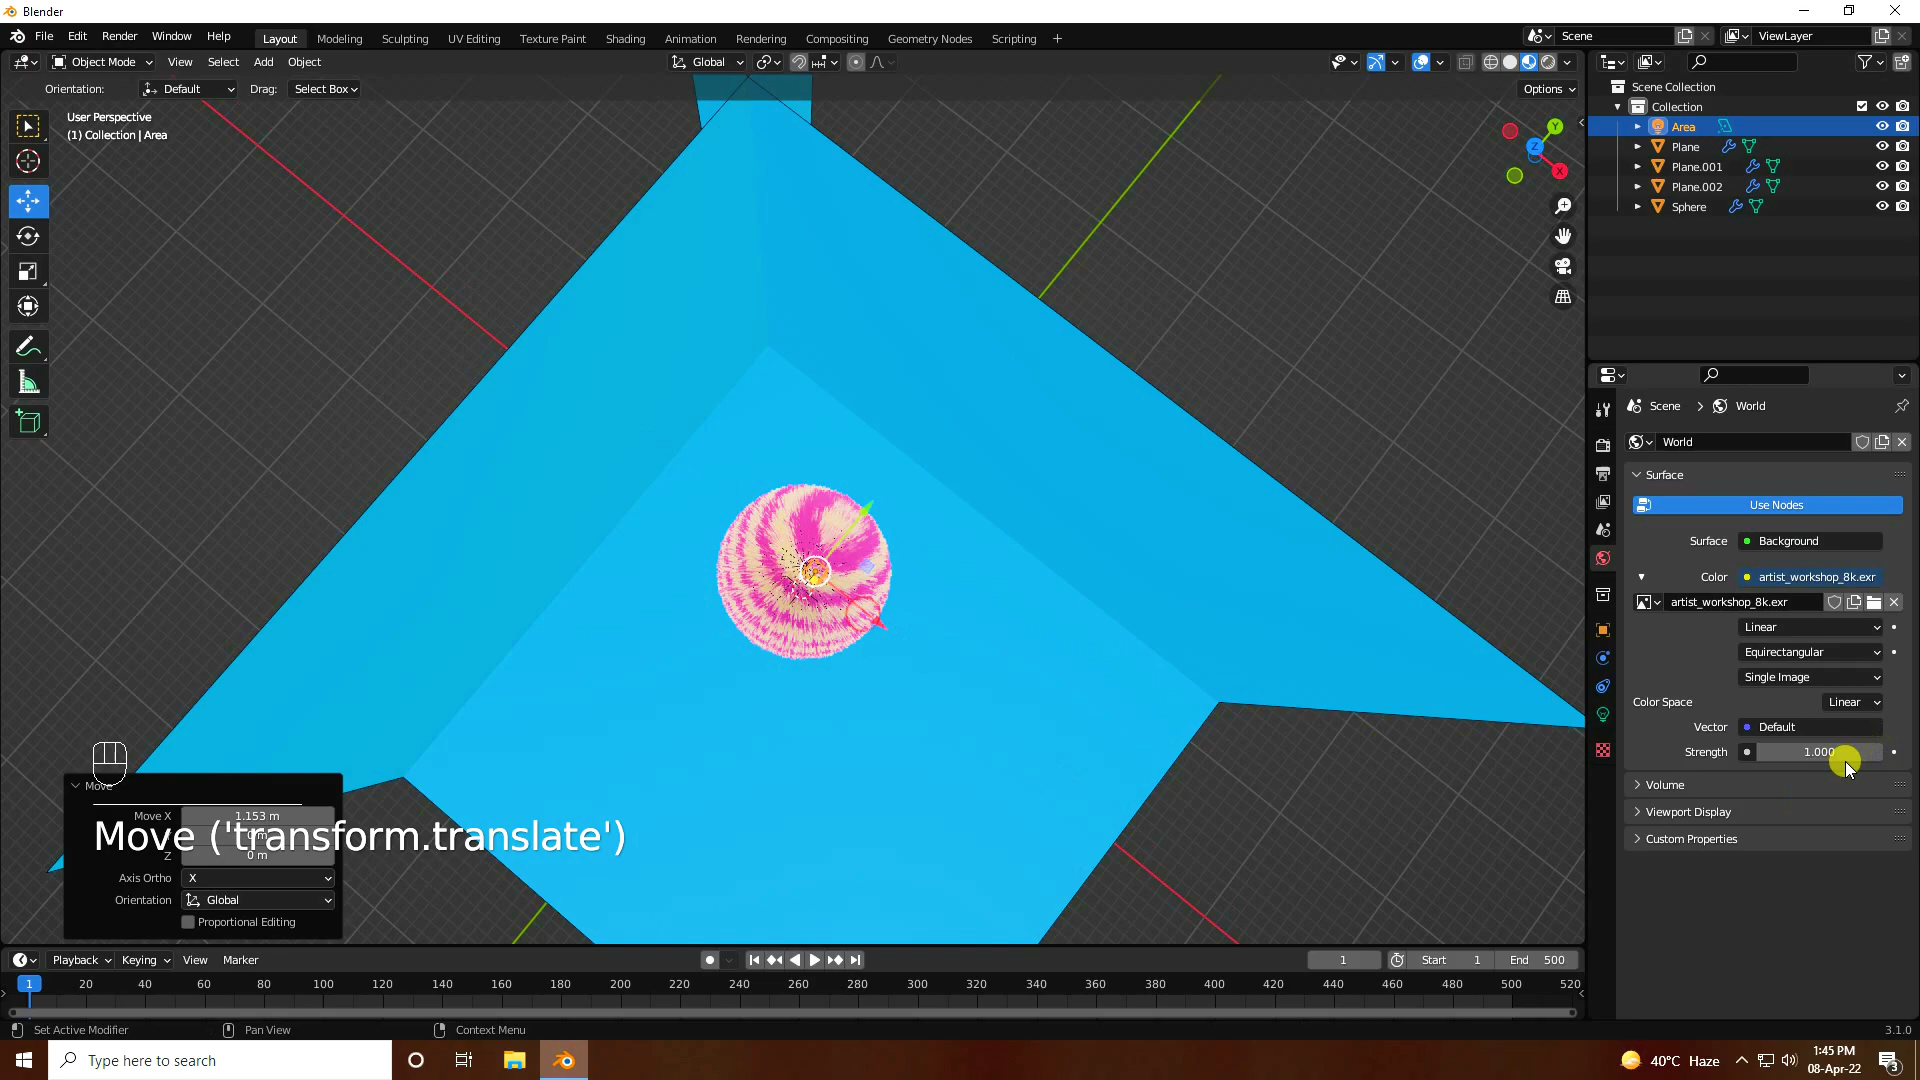 Blender
File Edit Render Window Help
Layout Modeling Sculpting UV Editing Texture Paint Shading Animation Rendering Compositing Geometry Nodes Scripting +
Scene
ViewLayer
Object Mode View Select Add Object
Global
Orientation: Default Drag: Select Box
Options
User Perspective
(1) Collection | Area
Y
Z
X
Scene Collection
Collection
Area
Plane
Plane.001
Plane.002
Sphere
Scene > World
World
Surface
Use Nodes
Surface Background
Color artist_workshop_8k.exr
artist_workshop_8k.exr
Linear
Equirectangular
Single Image
Color Space Linear
Vector Default
Strength 1.000
Volume
Viewport Display
Custom Properties
Move
Move X 1.153 m
Move ('transform.translate')
Z 0 m
Axis Ortho X
Orientation Global
Proportional Editing
Playback Keying View Marker
1 Start 1 End 500
1 20 40 60 80 100 120 140 160 180 200 220 240 260 280 300 320 340 360 380 400 420 440 460 480 500 520
Set Active Modifier Pan View Context Menu
3.1.0
Type here to search
40°C Haze
1:45 PM
08-Apr-22
3